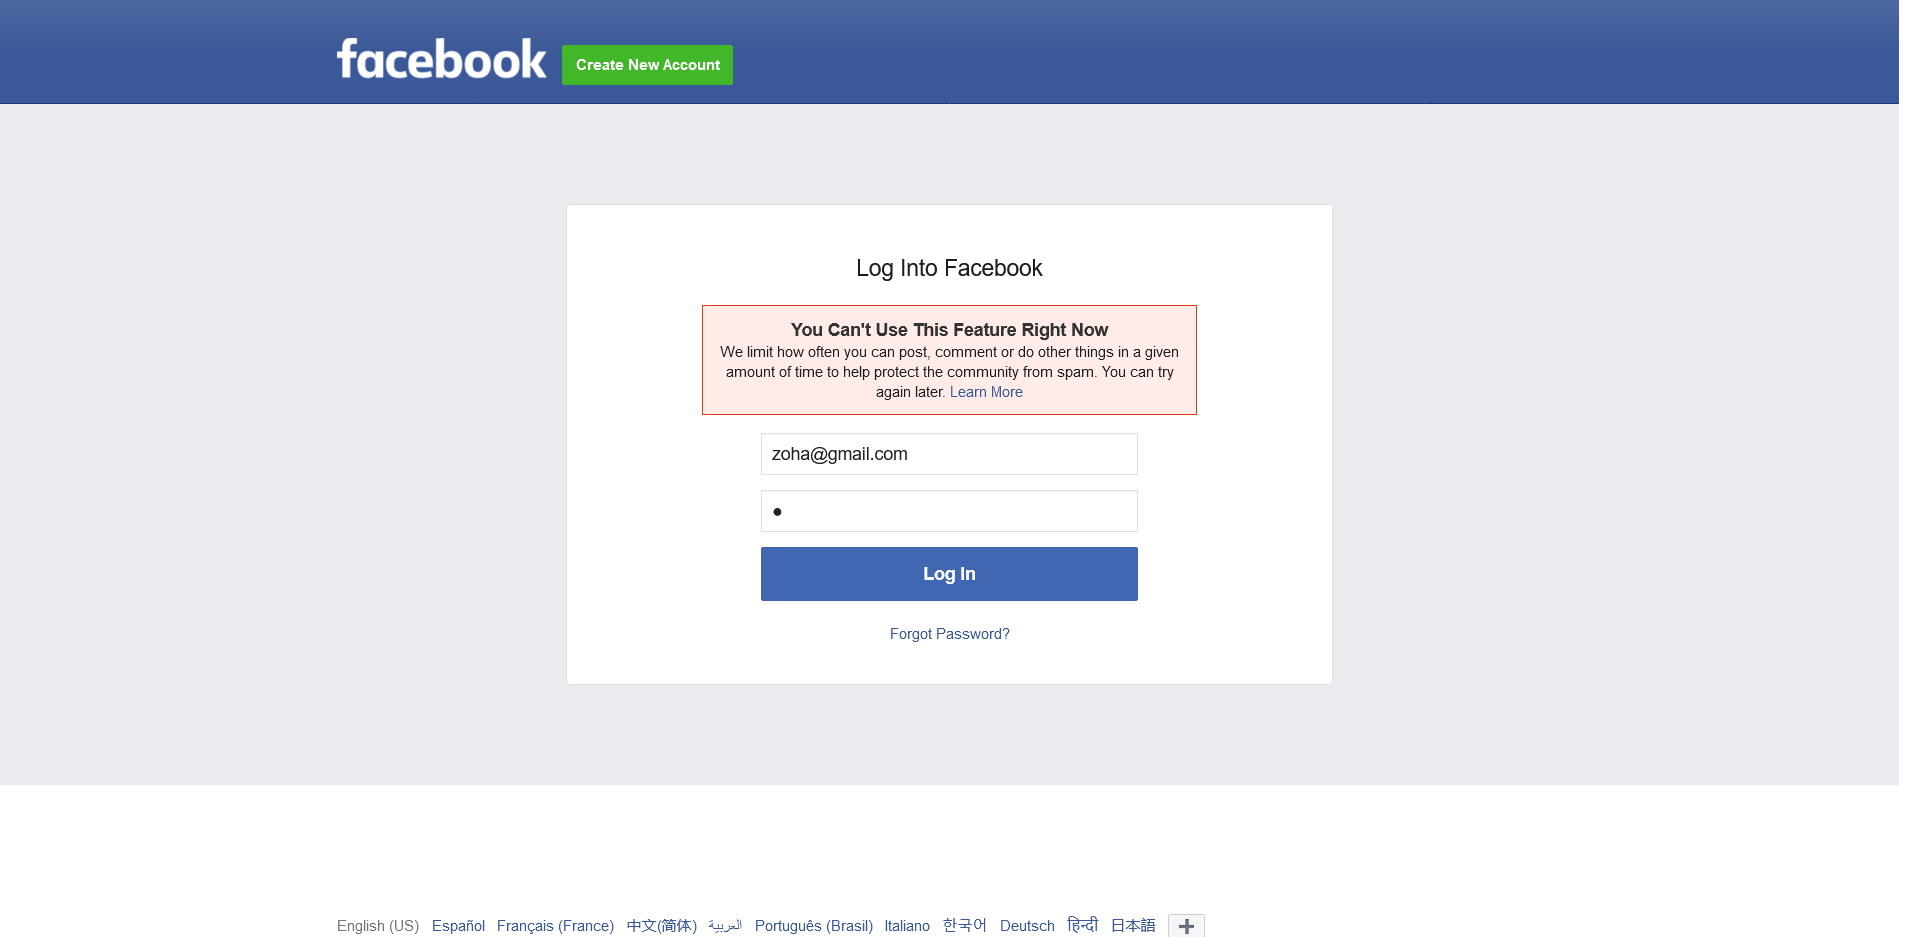 facebook
Create New Account
Log Into Facebook
You Can't Use This Feature Right Now
We limit how often you can post, comment or do other things in a given
amount of time to help protect the community from spam. You can try
again later. Learn More
zoha@gmail.com
●
Log In
Forgot Password?
English (US) Español Français (France) 中文(简体) العربية Português (Brasil) Italiano 한국어 Deutsch हिन्दी 日本語